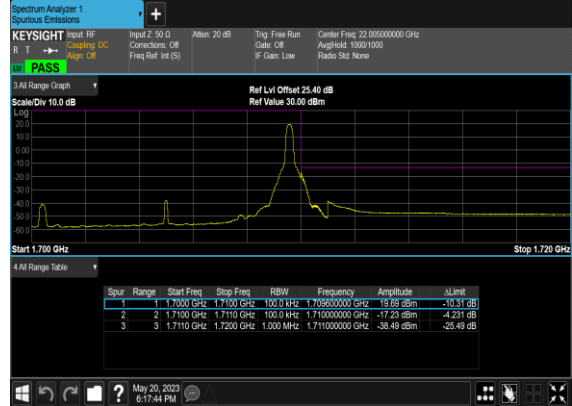 Spectrum Analyzer 1
Spurious Emissions
+
KEYSIGHT Input: RF Input Z: 50 Ω Atten: 20 dB Trig: Free Run Center Freq: 22.005000000 GHz
R T Coupling: DC Corrections: Off Gate: Off Avg|Hold: 1000/1000
Align: Off Freq Ref: Int (S) IF Gain: Low Radio Std: None
LW PASS
3 All Range Graph
Ref Lvl Offset 25.40 dB
Scale/Div 10.0 dB Ref Value 30.00 dBm
Log
20.0
10.0
0.00
-10.0
-20.0
-30.0
-40.0
-50.0
-60.0
Start 1.700 GHz Stop 1.720 GHz
4 All Range Table
Spur Range Start Freq Stop Freq RBW Frequency Amplitude ΔLimit
1 1 1.7000 GHz 1.7100 GHz 100.0 kHz 1.709600000 GHz 19.69 dBm -10.31 dB
2 2 1.7100 GHz 1.7110 GHz 100.0 kHz 1.710000000 GHz -17.23 dBm -4.231 dB
3 3 1.7110 GHz 1.7200 GHz 1.000 MHz 1.711000000 GHz -38.49 dBm -25.49 dB
? May 20, 2023
6:17:44 PM